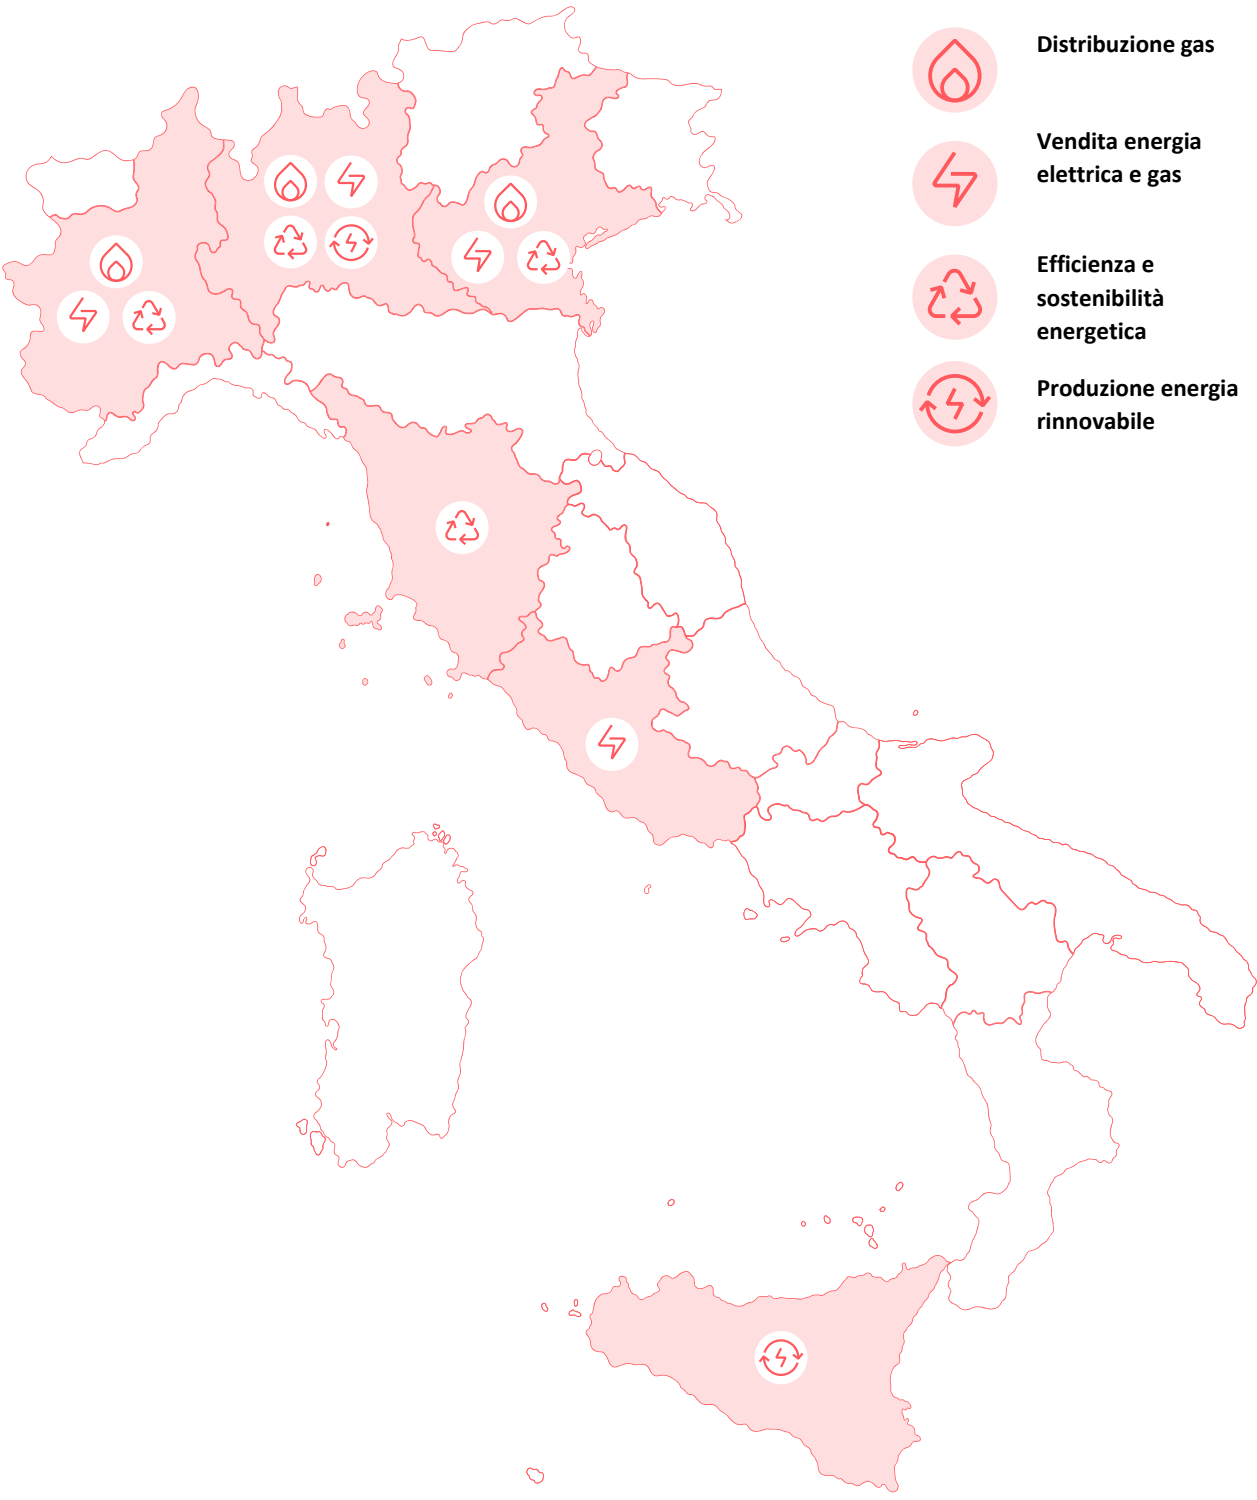 Distribuzione gas
Vendita energia
elettrica e gas
Efficienza e
sostenibilità
energetica
Produzione energia
rinnovabile